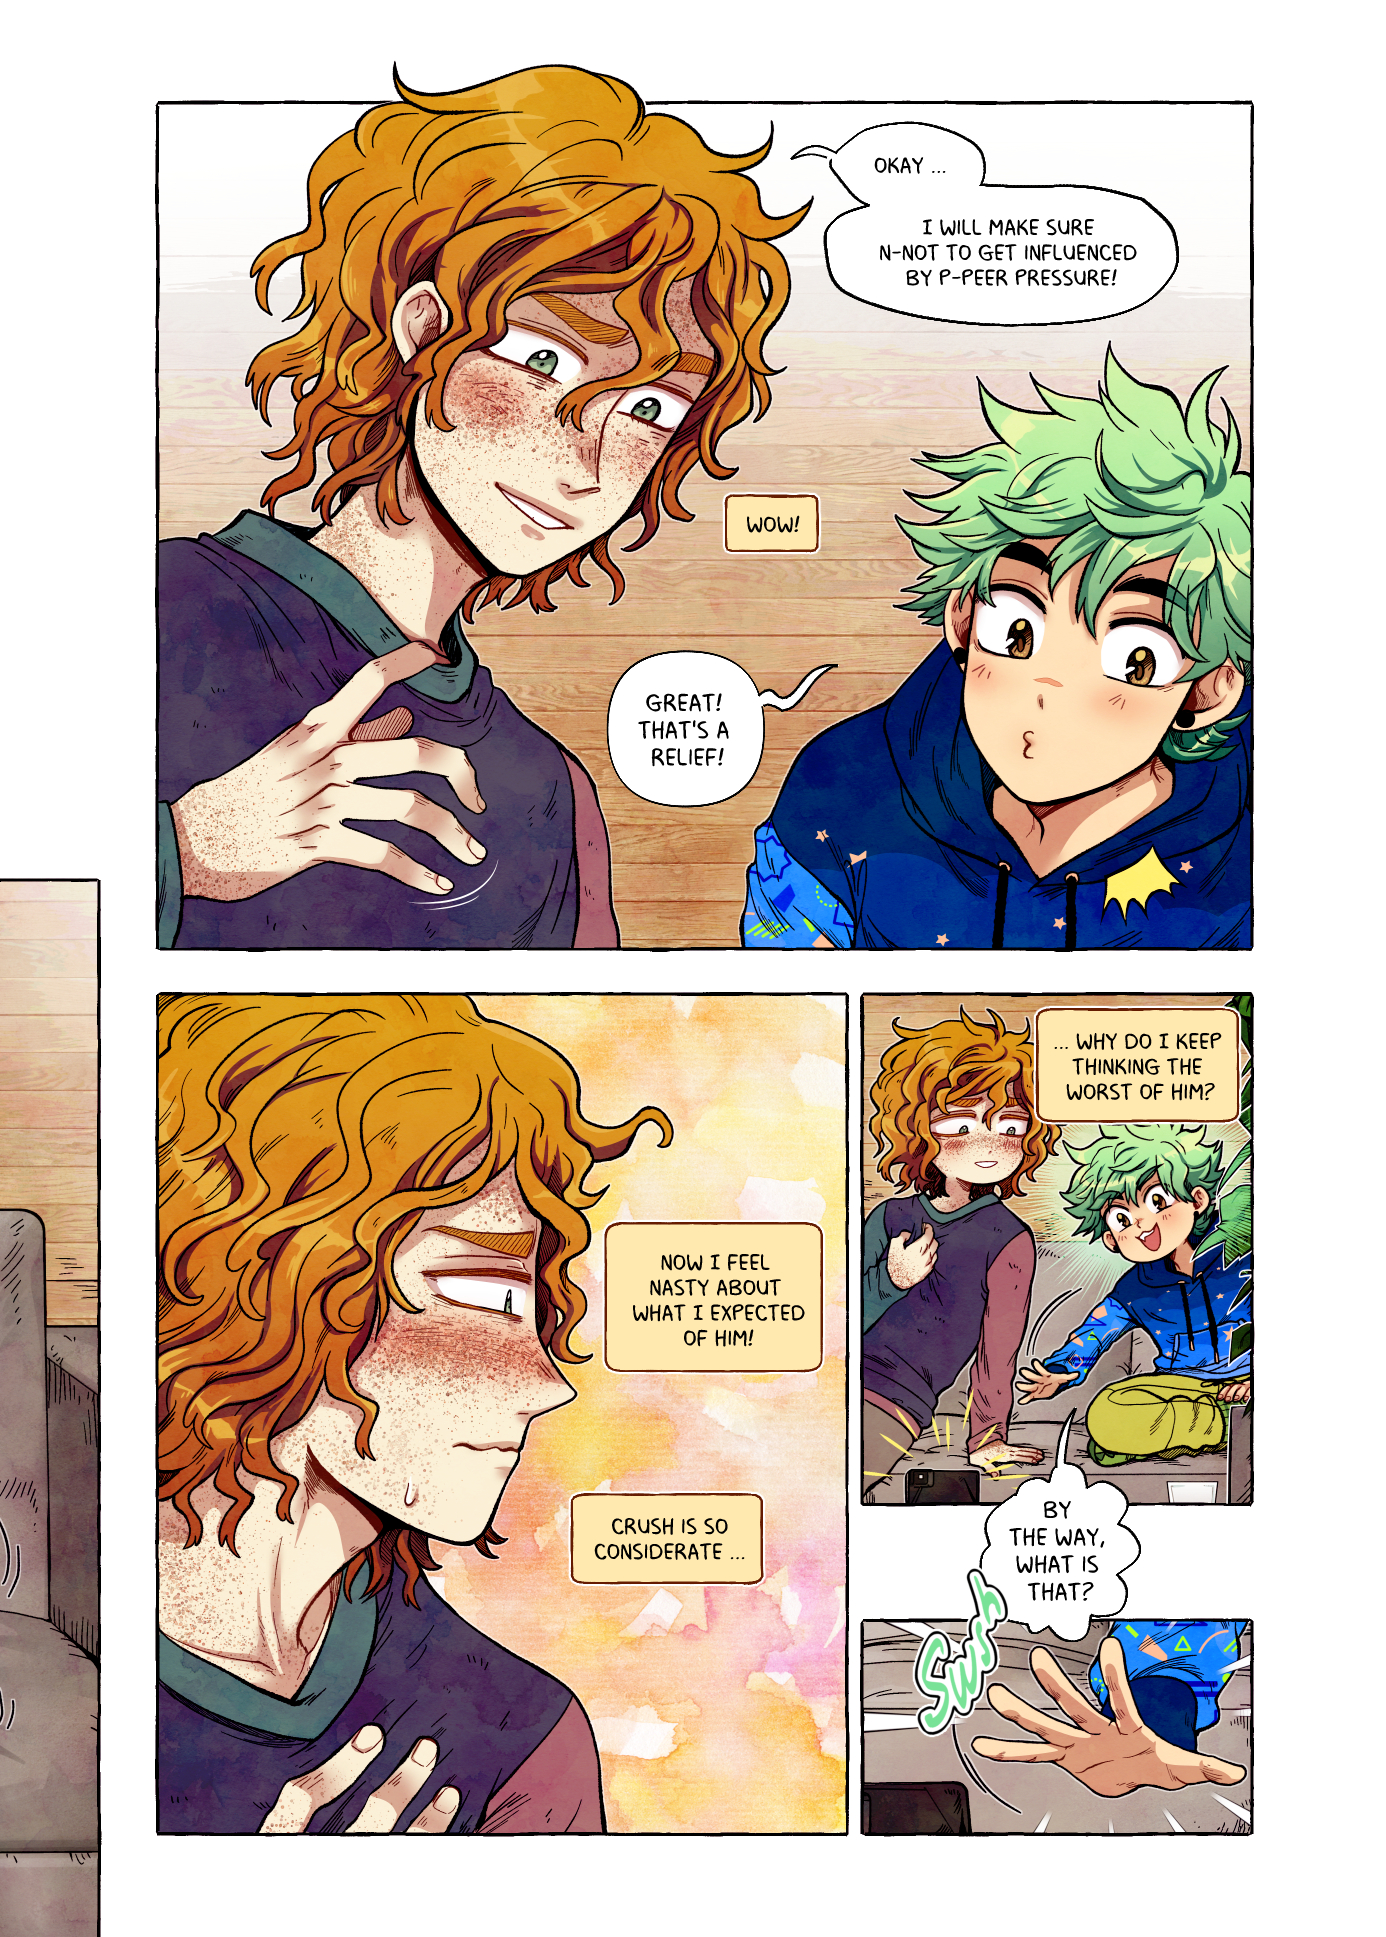 OKAY ...
I WILL MAKE SURE
N-NOT TO GET INFLUENCED
BY P-PEER PRESSURE!
WOW!
GREAT!
THAT'S A
RELIEF!
NOW I FEEL
NASTY ABOUT
WHAT I EXPECTED
OF HIM!
CRUSH IS SO
CONSIDERATE ...
... WHY DO I KEEP
THINKING THE
WORST OF HIM?
BY
THE WAY,
WHAT IS
THAT?
Swsh